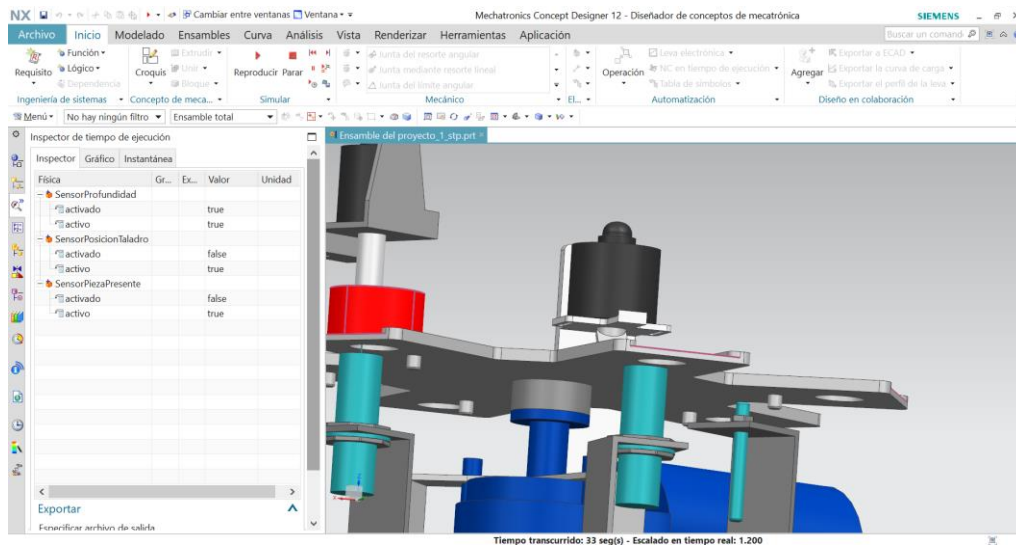 NX Cambiar entre ventanas Ventana Mechatronics Concept Designer 12 - Diseñador de conceptos de mecatrónica SIEMENS
Archivo Inicio Modelado Ensambles Curva Análisis Vista Renderizar Herramientas Aplicación Buscar un comand
Función Extrudir Junta del resorte angular Leva electrónica Exportar a ECAD
Requisito Lógico Croquis Unir Reproducir Parar Junta mediante resorte lineal Operación NC en tiempo de ejecución Agregar Exportar la curva de carga
Dependencia Bloque Junta del límite angular Tabla de símbolos Exportar el perfil de la leva
Ingeniería de sistemas Concepto de meca... Simular Mecánico El... Automatización Diseño en colaboración
Menú No hay ningún filtro Ensamble total
Inspector de tiempo de ejecución Ensamble del proyecto_1_stp.prt
Inspector Gráfico Instantánea
Física Gr... Ex... Valor Unidad
SensorProfundidad
activado true
activo true
SensorPosicionTaladro
activado false
activo true
SensorPiezaPresente
activado false
activo true
Exportar
Especificar archivo de salida
Tiempo transcurrido: 33 seg(s) - Escalado en tiempo real: 1.200